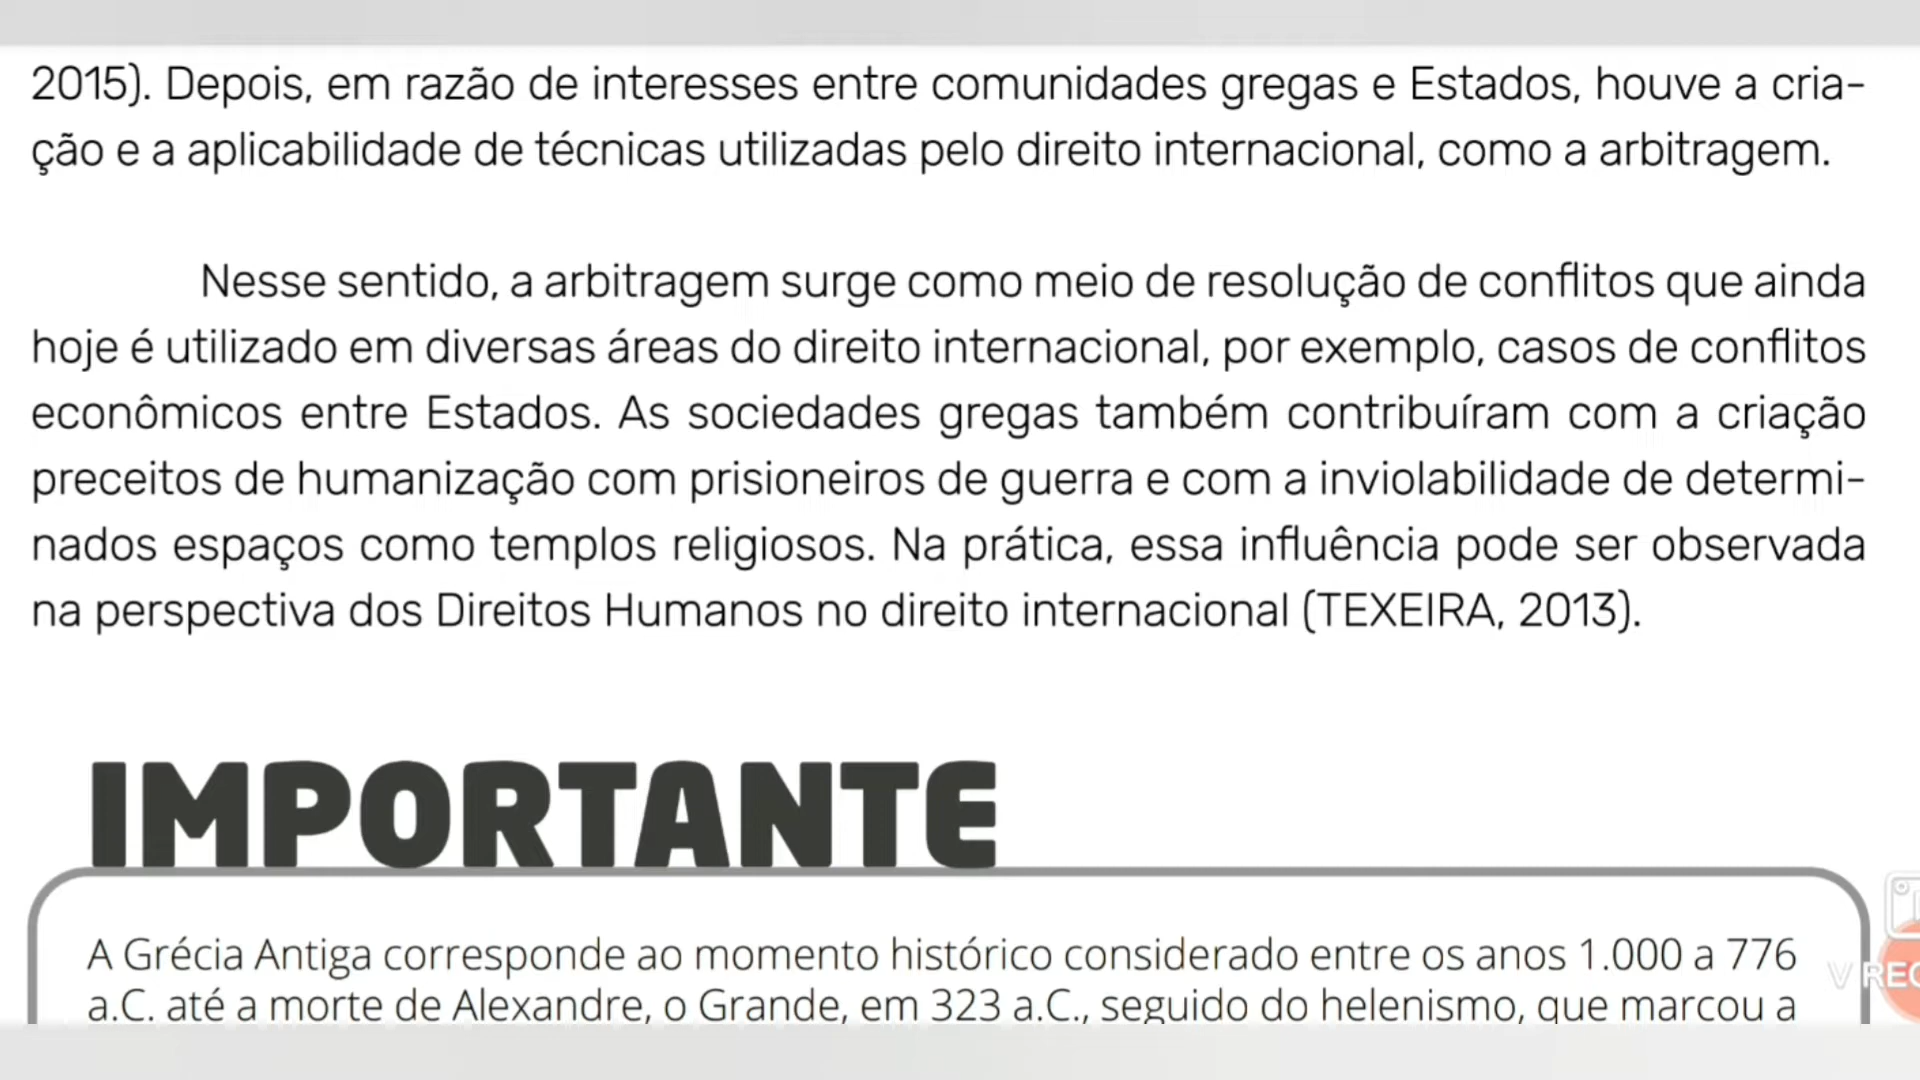 2015). Depois, em razão de interesses entre comunidades gregas e Estados, houve a cria-
ção e a aplicabilidade de técnicas utilizadas pelo direito internacional, como a arbitragem.
Nesse sentido, a arbitragem surge como meio de resolução de conflitos que ainda
hoje é utilizado em diversas áreas do direito internacional, por exemplo, casos de conflitos
econômicos entre Estados. As sociedades gregas também contribuíram com a criação
preceitos de humanização com prisioneiros de guerra e com a inviolabilidade de determi-
nados espaços como templos religiosos. Na prática, essa influência pode ser observada
na perspectiva dos Direitos Humanos no direito internacional (TEXEIRA, 2013).
IMPORTANTE
A Grécia Antiga corresponde ao momento histórico considerado entre os anos 1.000 a 776
a.C. até a morte de Alexandre, o Grande, em 323 a.C., seguido do helenismo, que marcou a